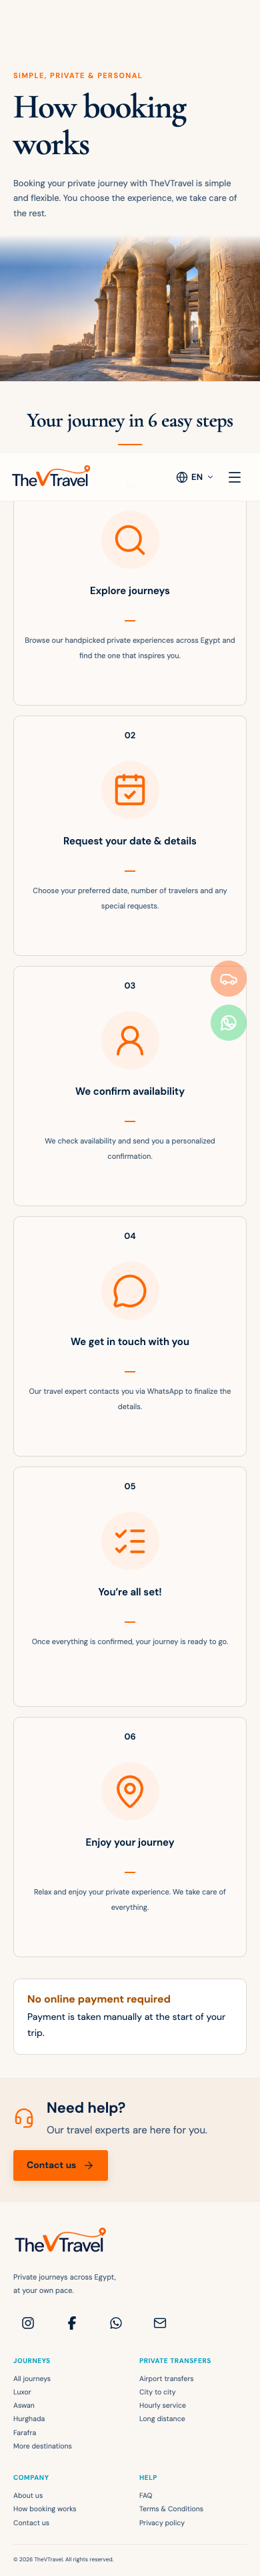 SIMPLE, PRIVATE & PERSONAL
How booking
works
Booking your private journey with TheVTravel is simple
and flexible. You choose the experience, we take care of
the rest.
Your journey in 6 easy steps
TheVTravel
EN
Explore journeys
Browse our handpicked private experiences across Egypt and
find the one that inspires you.
02
Request your date & details
Choose your preferred date, number of travelers and any
special requests.
03
We confirm availability
We check availability and send you a personalized
confirmation.
04
We get in touch with you
Our travel expert contacts you via WhatsApp to finalize the
details.
05
You’re all set!
Once everything is confirmed, your journey is ready to go.
06
Enjoy your journey
Relax and enjoy your private experience. We take care of
everything.
No online payment required
Payment is taken manually at the start of your
trip.
Need help?
Our travel experts are here for you.
Contact us
TheVTravel
Private journeys across Egypt,
at your own pace.
JOURNEYS
All journeys
Luxor
Aswan
Hurghada
Farafra
More destinations
PRIVATE TRANSFERS
Airport transfers
City to city
Hourly service
Long distance
COMPANY
About us
How booking works
Contact us
HELP
FAQ
Terms & Conditions
Privacy policy
© 2026 TheVTravel. All rights reserved.